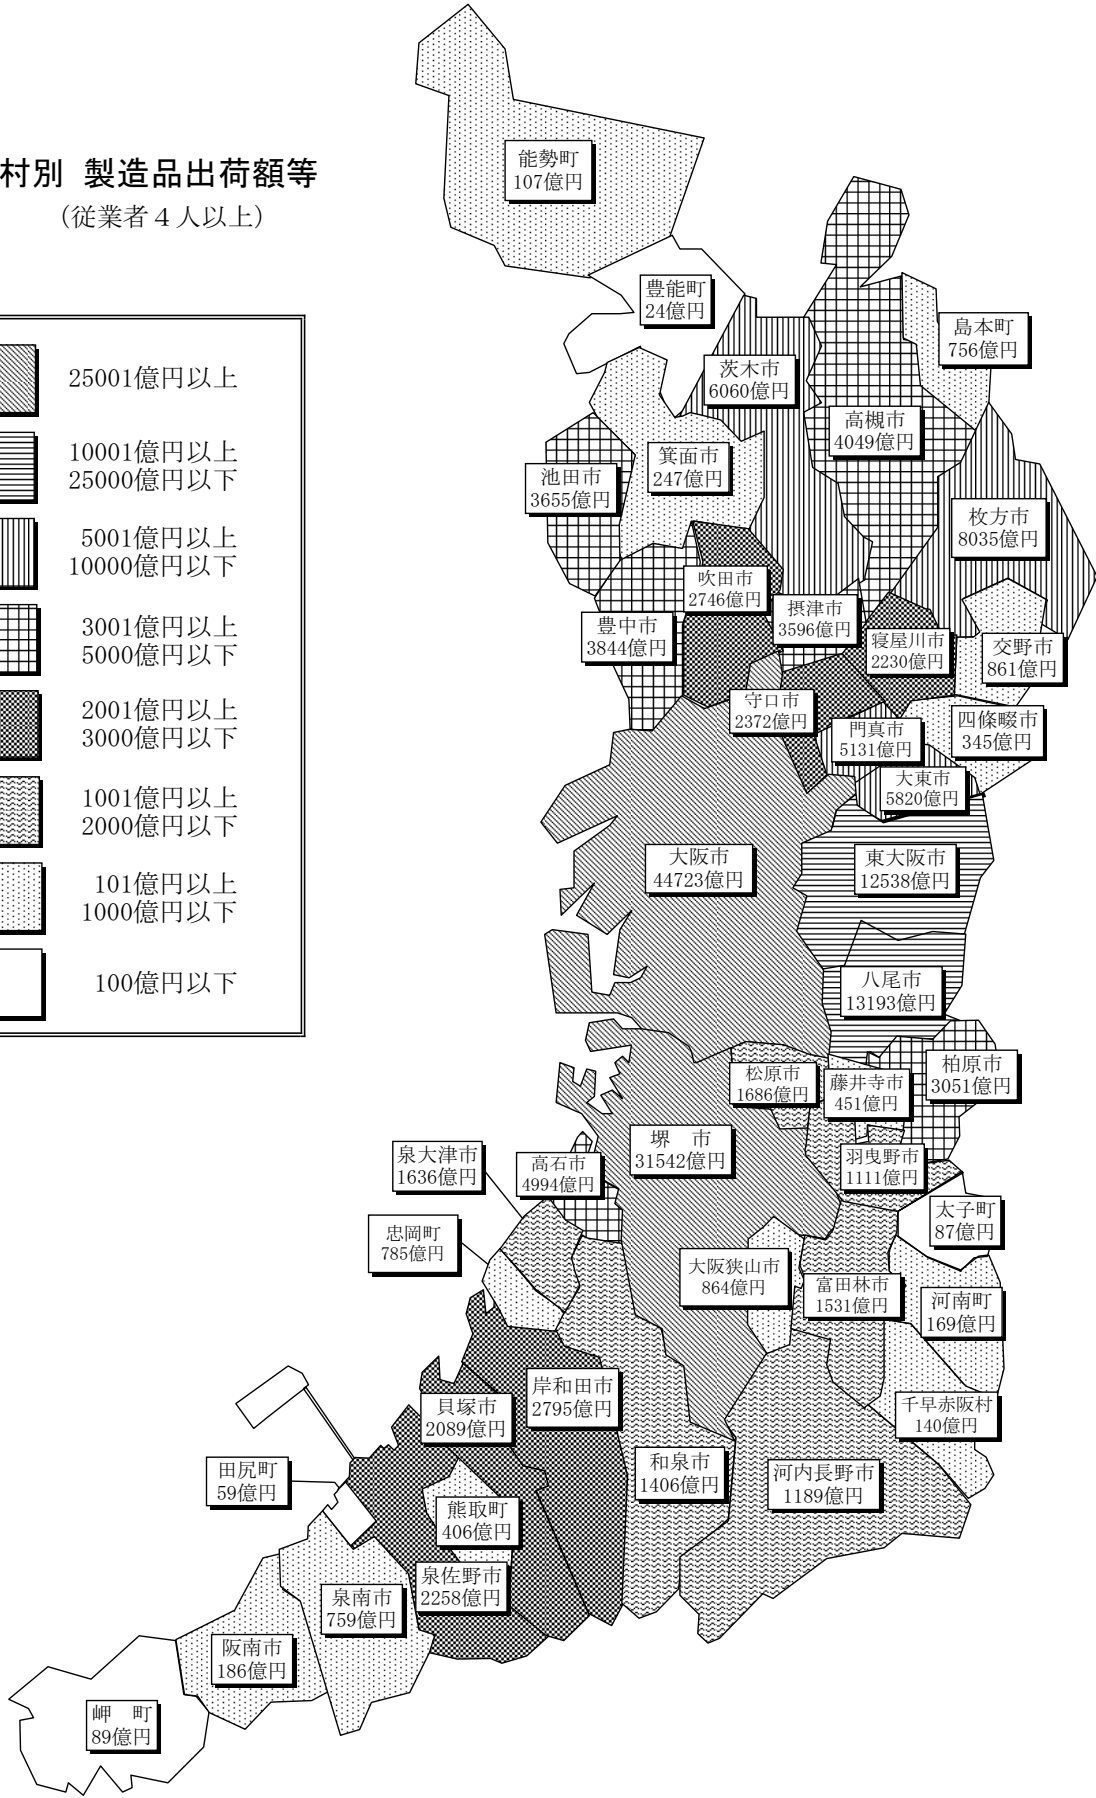 村別 製造品出荷額等
（従業者４人以上）
25001億円以上
10001億円以上
25000億円以下
5001億円以上
10000億円以下
3001億円以上
5000億円以下
2001億円以上
3000億円以下
1001億円以上
2000億円以下
101億円以上
1000億円以下
100億円以下
能勢町
107億円
豊能町
24億円
島本町
756億円
茨木市
6060億円
高槻市
4049億円
箕面市
247億円
池田市
3655億円
枚方市
8035億円
吹田市
2746億円
摂津市
3596億円
豊中市
3844億円
寝屋川市
2230億円
交野市
861億円
守口市
2372億円
門真市
5131億円
四條畷市
345億円
大東市
5820億円
大阪市
44723億円
東大阪市
12538億円
八尾市
13193億円
松原市
1686億円
藤井寺市
451億円
柏原市
3051億円
堺　市
31542億円
羽曳野市
1111億円
泉大津市
1636億円
高石市
4994億円
太子町
87億円
忠岡町
785億円
大阪狭山市
864億円
富田林市
1531億円
河南町
169億円
岸和田市
2795億円
貝塚市
2089億円
千早赤阪村
140億円
和泉市
1406億円
河内長野市
1189億円
田尻町
59億円
熊取町
406億円
泉佐野市
2258億円
泉南市
759億円
阪南市
186億円
岬　町
89億円